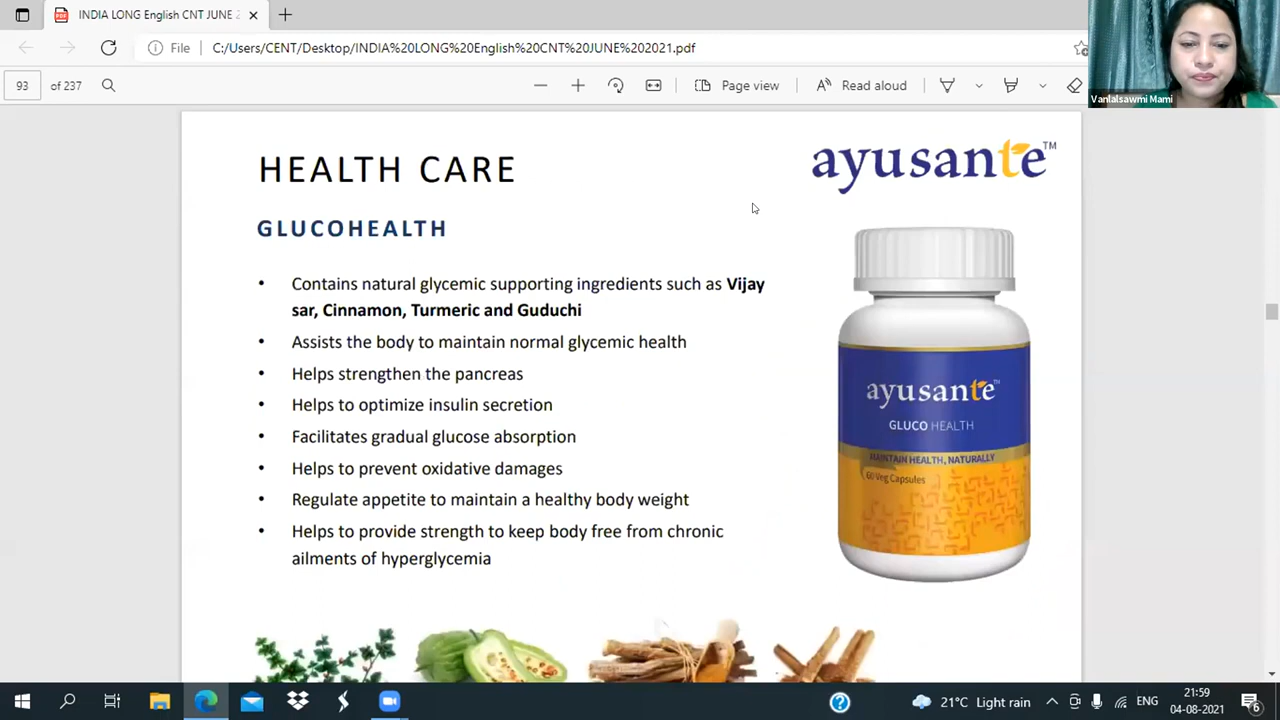 INDIA LONG English CNT JUNE 2
File
C:/Users/CENT/Desktop/INDIA%20LONG%20English%20CNT%20JUNE%202021.pdf
Vanlalsawmi Mami
93
of 237
Page view
Read aloud
HEALTH CARE
ayusante™
GLUCOHEALTH
• Contains natural glycemic supporting ingredients such as Vijay
sar, Cinnamon, Turmeric and Guduchi
• Assists the body to maintain normal glycemic health
• Helps strengthen the pancreas
• Helps to optimize insulin secretion
• Facilitates gradual glucose absorption
• Helps to prevent oxidative damages
• Regulate appetite to maintain a healthy body weight
• Helps to provide strength to keep body free from chronic
ailments of hyperglycemia
ayusante™
GLUCO HEALTH
MAINTAIN HEALTH, NATURALLY
60 Veg Capsules
21°C Light rain
ENG
21:59
04-08-2021
6